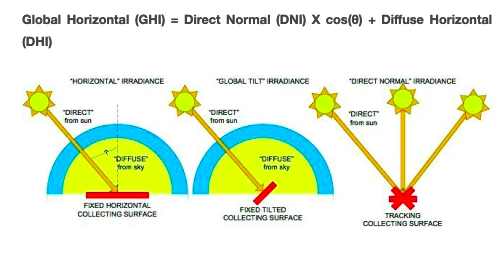 Global Horizontal (GHI) = Direct Normal (DNI) X cos(θ) + Diffuse Horizontal
(DHI)
"HORIZONTAL" IRRADIANCE
"GLOBAL TILT" IRRADIANCE
"DIRECT NORMAL" IRRADIANCE
"DIRECT"
from sun
"DIRECT"
from sun
"DIRECT"
from sun
"DIFFUSE"
from sky
"DIFFUSE"
from sky
FIXED HORIZONTAL
COLLECTING SURFACE
FIXED TILTED
COLLECTING SURFACE
TRACKING
COLLECTING SURFACE